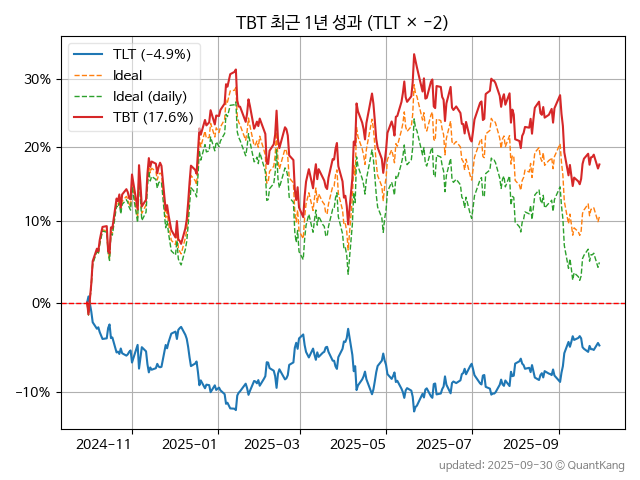 TBT 최근 1년 성과 (TLT × −2)
TLT (−4.9%)
Ideal
Ideal (daily)
TBT (17.6%)
30%
20%
10%
0%
−10%
2024-11
2025-01
2025-03
2025-05
2025-07
2025-09
updated: 2025-09-30 © QuantKang